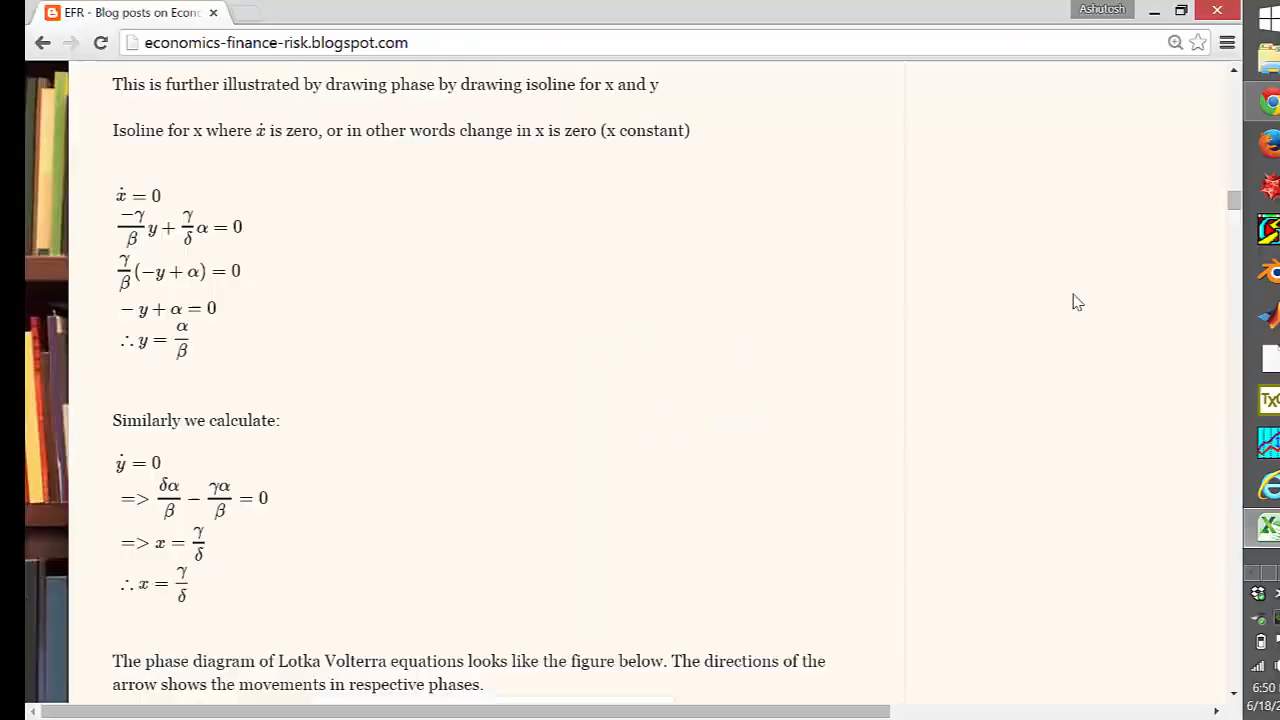 EFR - Blog posts on Econ
Ashutosh
economics-finance-risk.blogspot.com
This is further illustrated by drawing phase by drawing isoline for x and y
Isoline for x where ẋ is zero, or in other words change in x is zero (x constant)
ẋ = 0
−γ/β y + γ/δ α = 0
γ/β (−y + α) = 0
− y + α = 0
∴ y = α/β
Similarly we calculate:
ẏ = 0
=> δα/β − γα/β = 0
=> x = γ/δ
∴ x = γ/δ
The phase diagram of Lotka Volterra equations looks like the figure below. The directions of the
arrow shows the movements in respective phases.
TXC
6:50
6/18/2